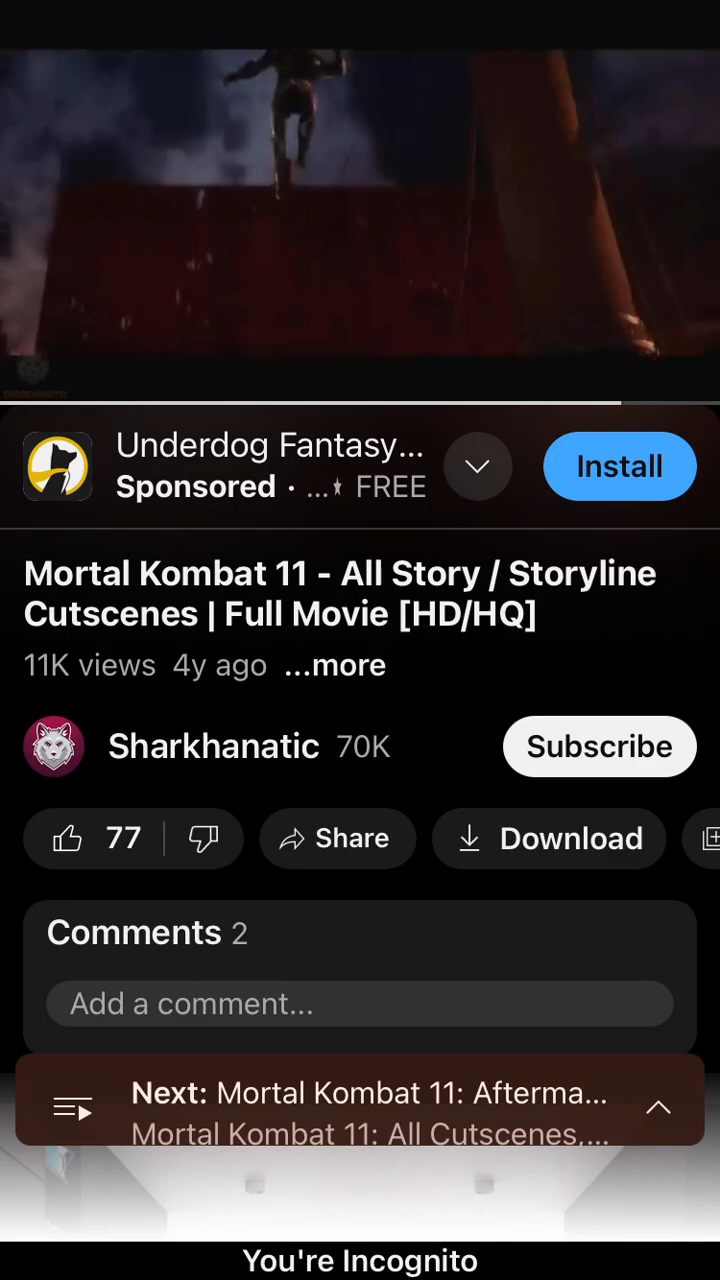 Underdog Fantasy...
Sponsored · ... FREE
Install
Mortal Kombat 11 - All Story / Storyline
Cutscenes | Full Movie [HD/HQ]
11K views 4y ago ...more
Sharkhanatic 70K
Subscribe
77
Share
Download
Comments 2
Add a comment...
Next: Mortal Kombat 11: Afterma...
Mortal Kombat 11: All Cutscenes,...
You're Incognito